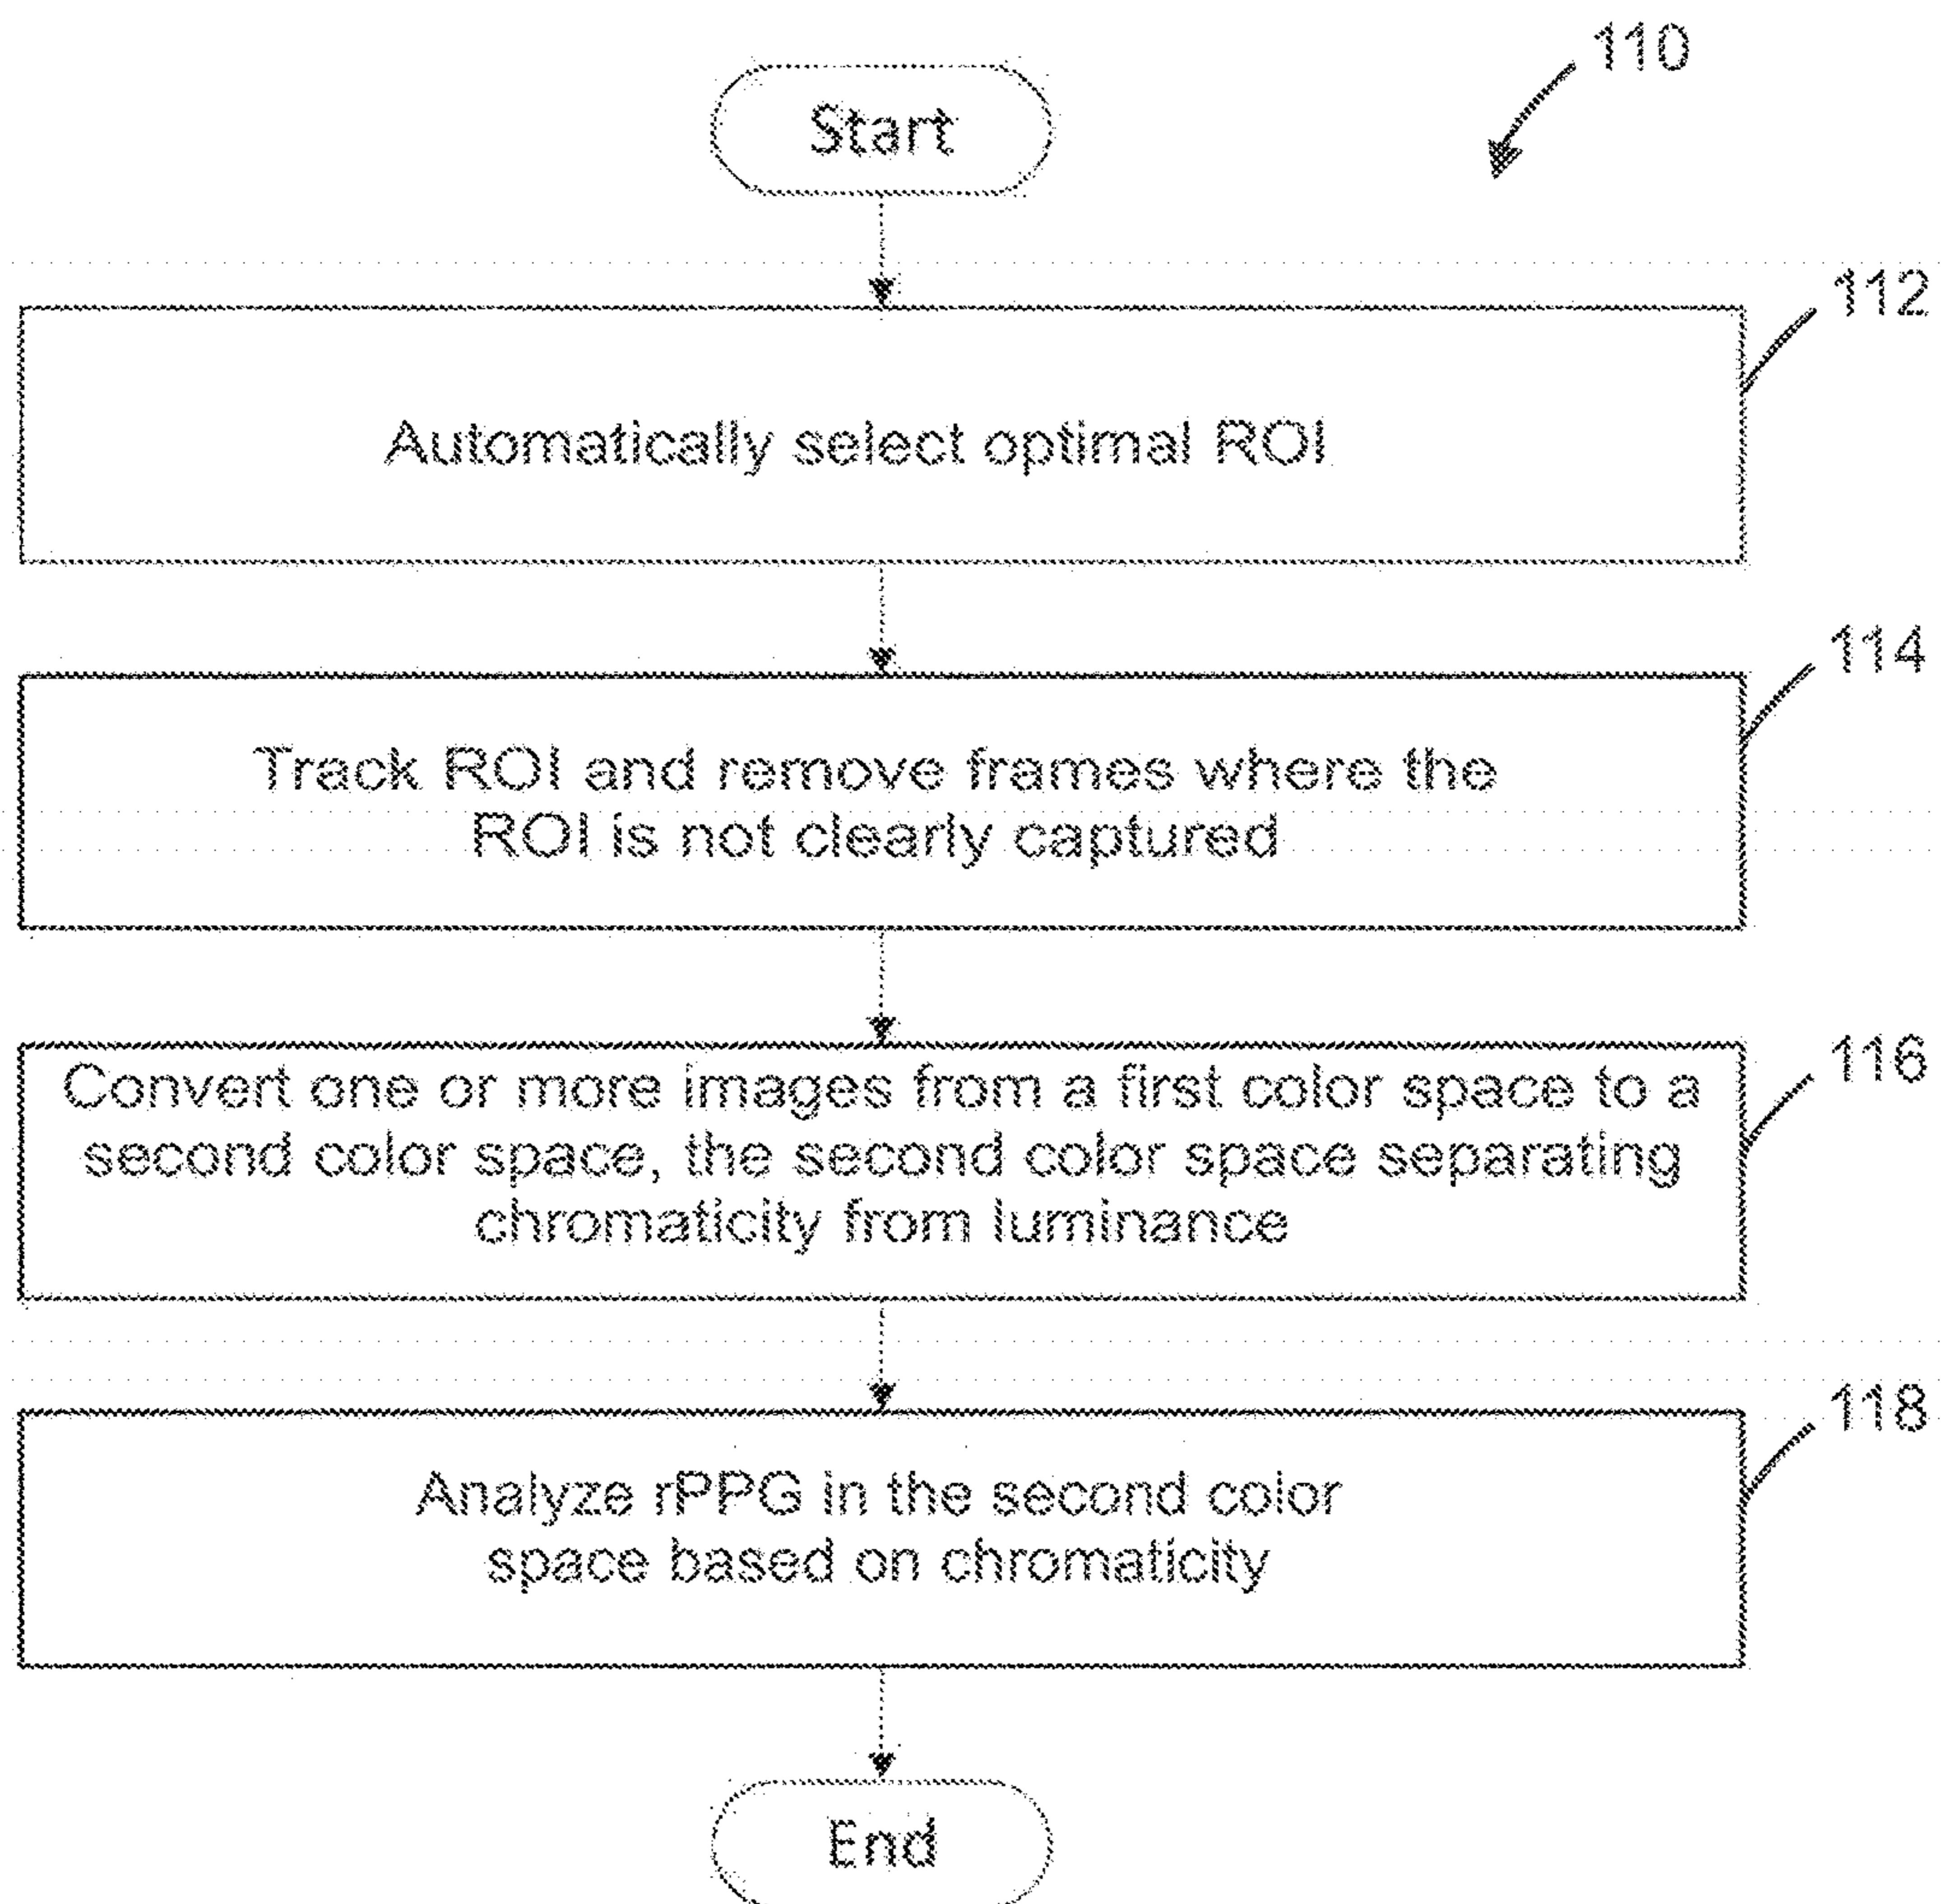 110
Start
112
Automatically select optimal ROI
114
Track ROI and remove frames where the
ROI is not clearly captured
116
Convert one or more images from a first color space to a
second color space, the second color space separating
chromaticity from luminance
118
Analyze rPPG in the second color
space based on chromaticity
End